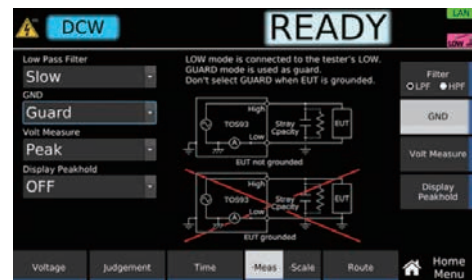 DCW
READY
LAN
LOW
Low Pass Filter
Slow
GND
Guard
Volt Measure
Peak
Display Peakhold
OFF
LOW mode is connected to the tester's LOW.
GUARD mode is used as guard.
Don't select GUARD when EUT is grounded.
High
TOS93
Stray
Cpacity
EUT
A
Low
EUT not grounded
High
TOS93
Stray
Cpacity
EUT
A
Low
EUT grounded
Filter
LPF HPF
GND
Volt Measure
Display
Peakhold
Voltage
Judgement
Time
Meas
Scale
Route
Home
Menu